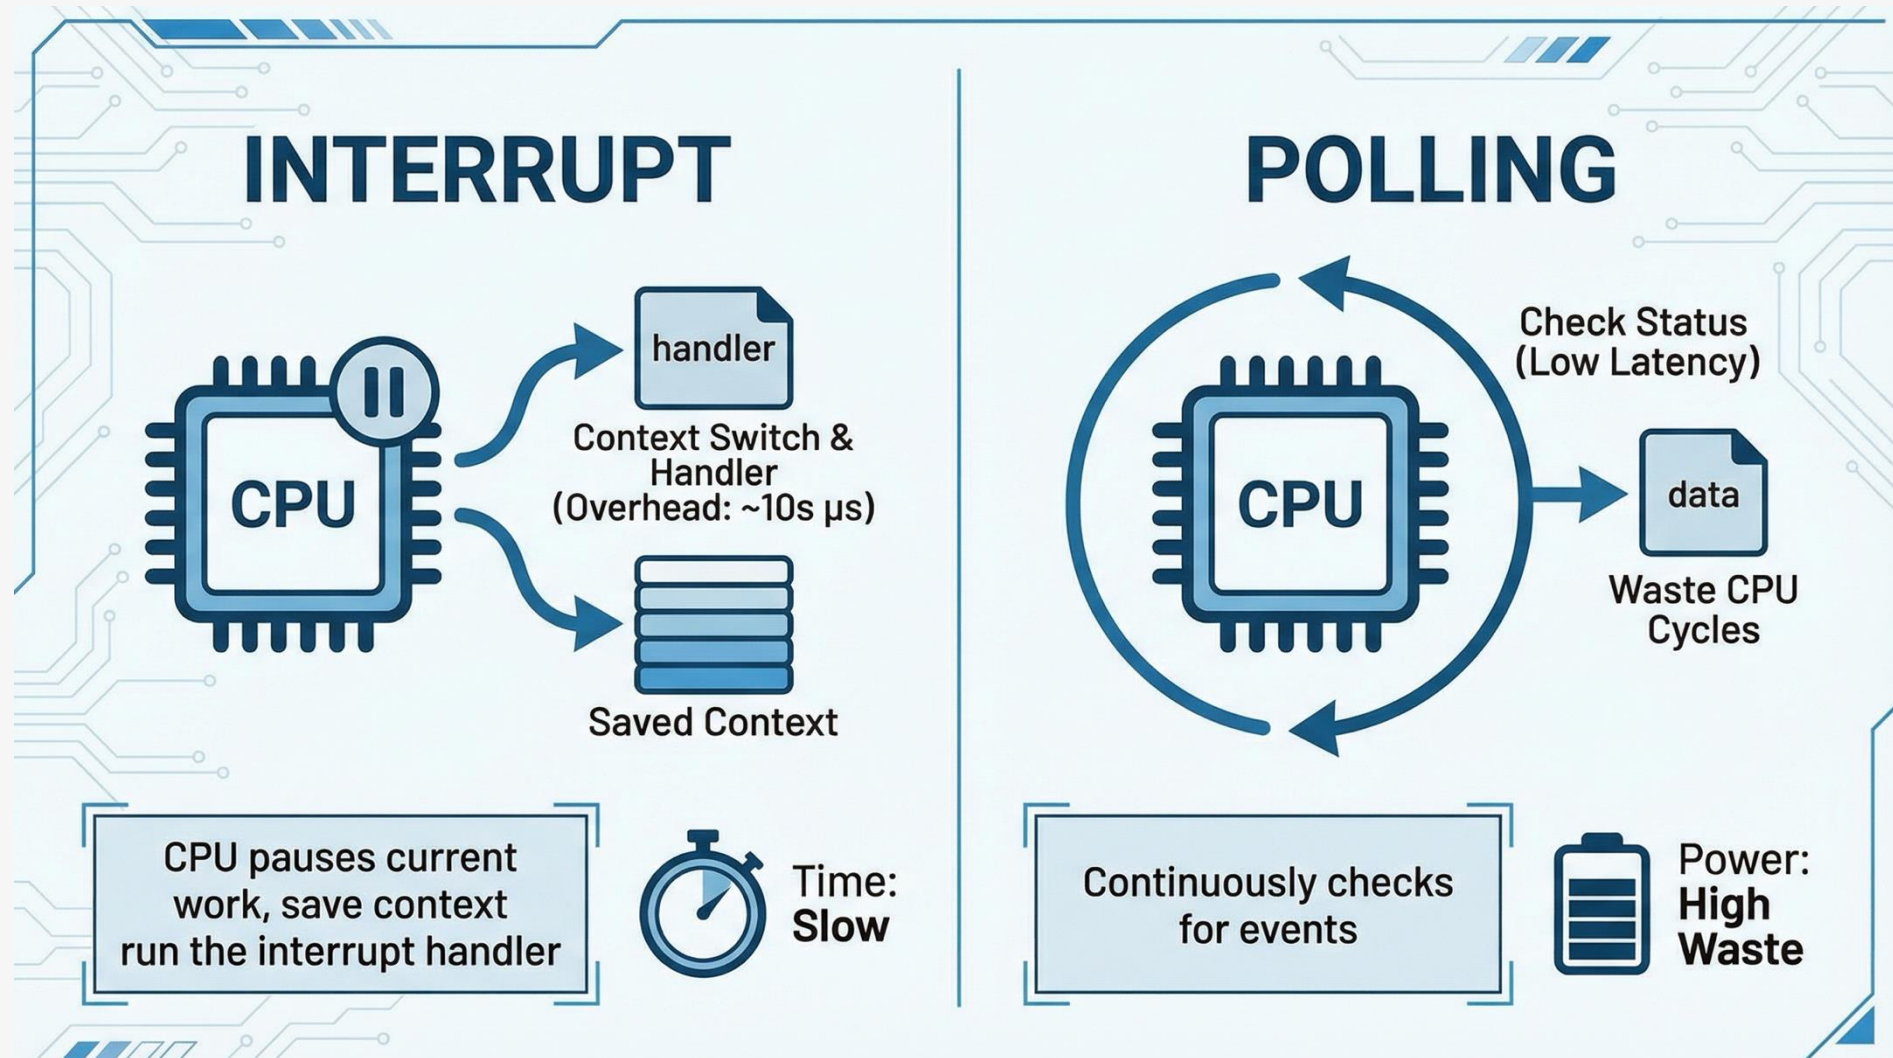 INTERRUPT
CPU
handler
Context Switch &
Handler
(Overhead: ~10s µs)
Saved Context
CPU pauses current
work, save context
run the interrupt handler
Time:
Slow
POLLING
CPU
Check Status
(Low Latency)
data
Waste CPU
Cycles
Continuously checks
for events
Power:
High
Waste